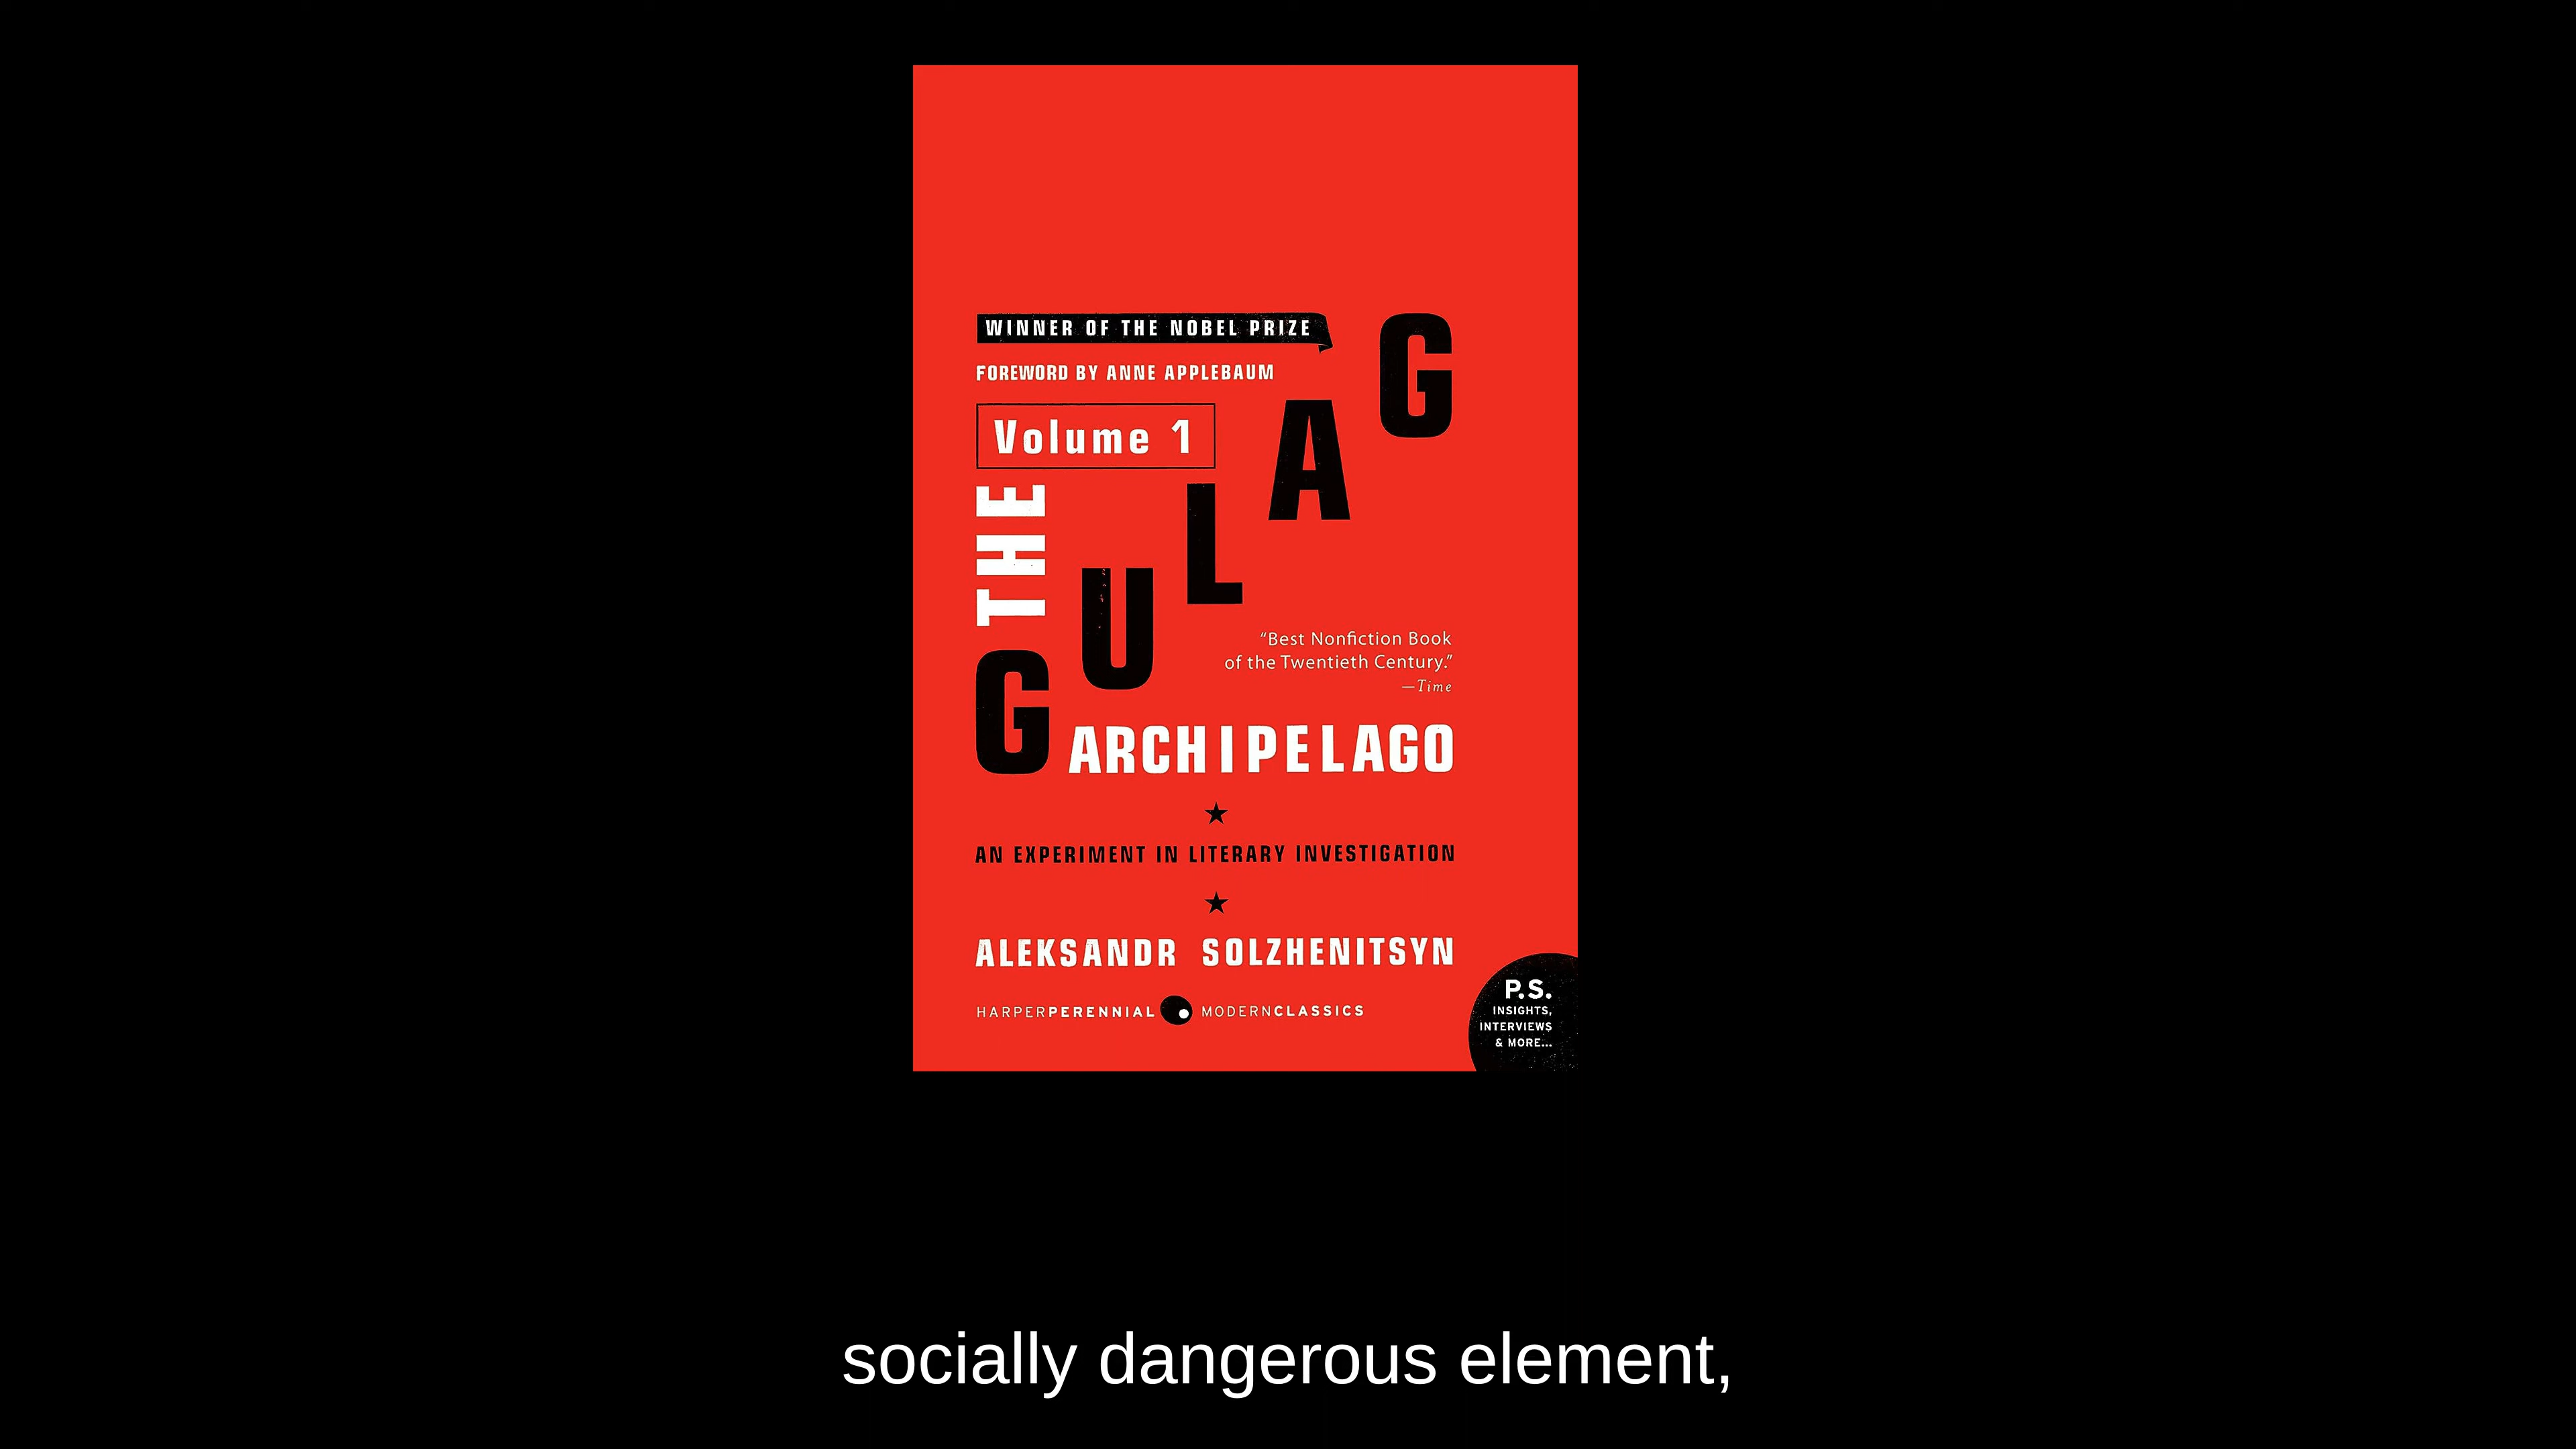 WINNER OF THE NOBEL PRIZE
FOREWORD BY ANNE APPLEBAUM
Volume 1
THE
GULAG
ARCHIPELAGO
“Best Nonfiction Book
of the Twentieth Century.”
—Time
AN EXPERIMENT IN LITERARY INVESTIGATION
ALEKSANDR SOLZHENITSYN
HARPERPERENNIAL MODERNCLASSICS
P.S.
INSIGHTS,
INTERVIEWS
& MORE...
socially dangerous element,